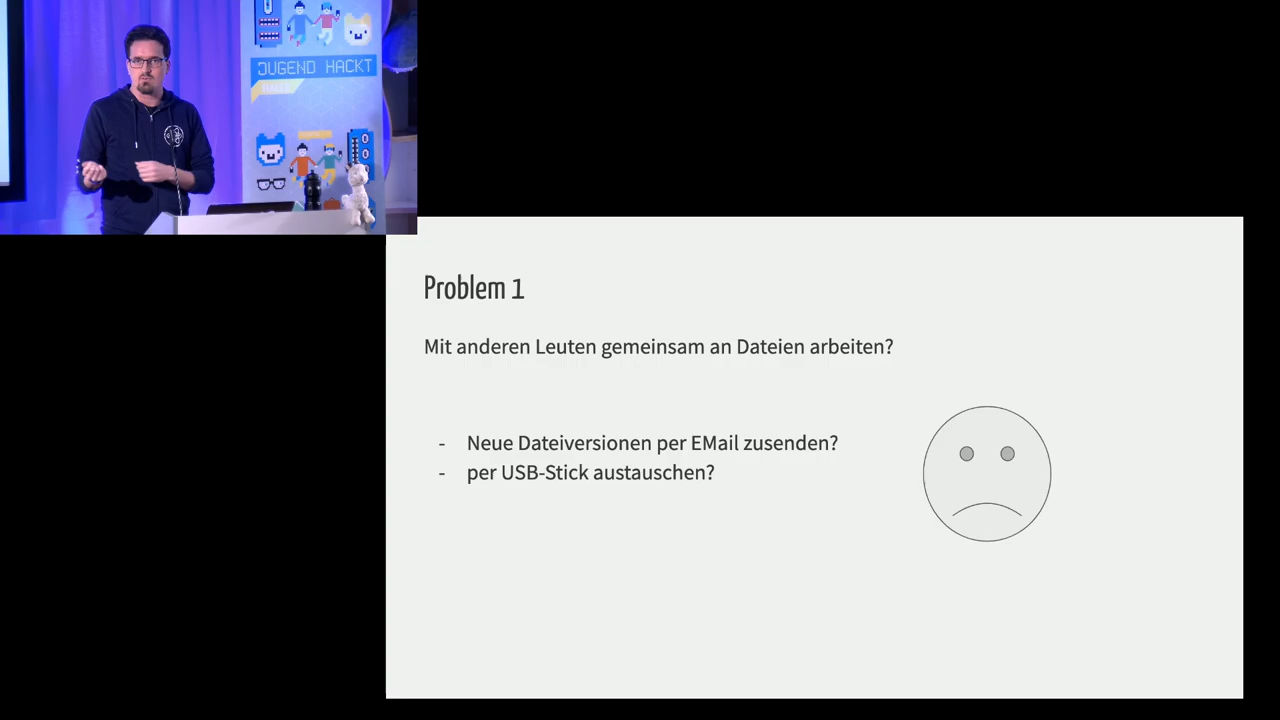 JUGEND HACKT
Problem 1
Mit anderen Leuten gemeinsam an Dateien arbeiten?
- Neue Dateiversionen per EMail zusenden?
- per USB-Stick austauschen?